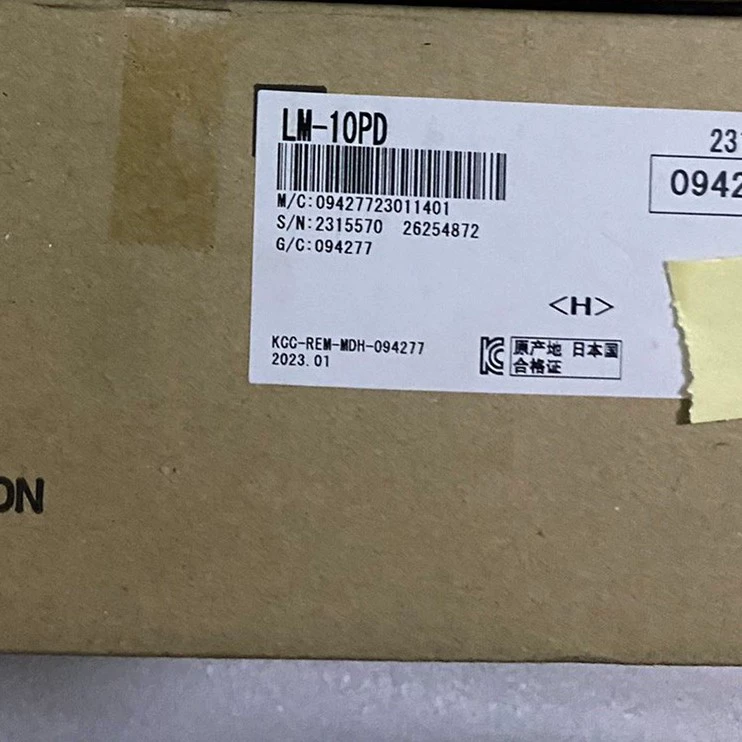 LM-10PD
231
0942
M/C:09427723011401
S/N:2315570 26254872
G/C:094277
<H>
KCC-REM-MDH-094277
2023.01
原产地 日本国
合格证
ON